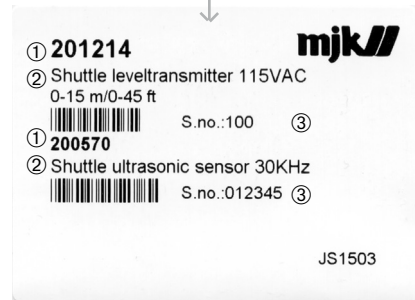 mjk
① 201214
② Shuttle leveltransmitter 115VAC
0-15 m/0-45 ft
S.no.:100 ③
① 200570
② Shuttle ultrasonic sensor 30KHz
S.no.:012345 ③
JS1503